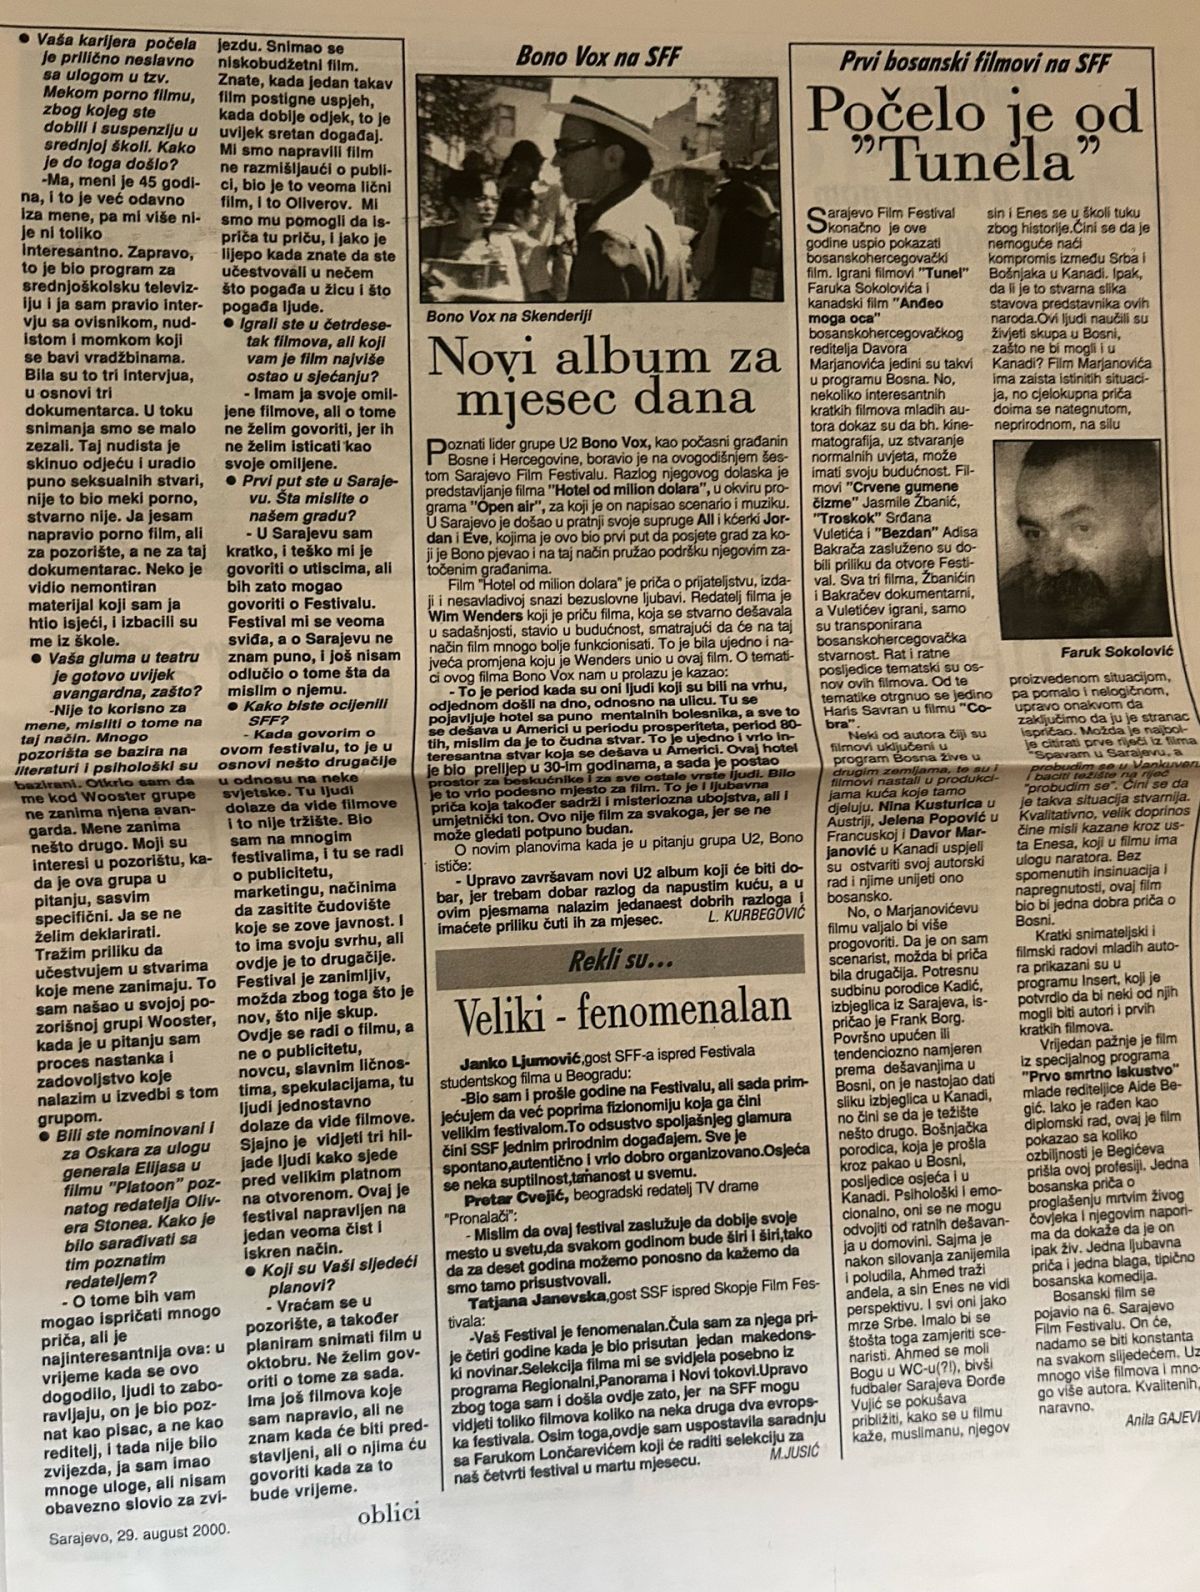 ● Vaša karijera počela
je prilično neslavno
sa ulogom u tzv.
Mekom porno filmu,
zbog kojeg ste
dobili i suspenziju u
srednjoj školi. Kako
je do toga došlo?
-Ma, meni je 45 godi-
na, i to je već odavno
iza mene, pa mi više ni-
je ni toliko
interesantno. Zapravo,
to je bio program za
srednjoškolsku televiz-
iju i ja sam pravio inter-
vju sa ovisnikom, nud-
istom i momkom koji
se bavi vradžbinama.
Bila su to tri intervjua,
u osnovi tri
dokumentarca. U toku
snimanja smo se malo
zezali. Taj nudista je
skinuo odjeću i uradio
puno seksualnih stvari,
nije to bio meki porno,
stvarno nije. Ja jesam
napravio porno film, ali
za pozorište, a ne za taj
dokumentarac. Neko je
vidio nemontiran
materijal koji sam ja
htio isjeći, i izbacili su
me iz škole.
● Vaša gluma u teatru
je gotovo uvijek
avangardna, zašto?
-Nije to korisno za
mene, misliti o tome na
taj način. Mnogo
pozorišta se bazira na
literaturi i psihološki su
bazirani. Otkrio sam da
me kod Wooster grupe
ne zanima njena avan-
garda. Mene zanima
nešto drugo. Moji su
interesi u pozorištu, ka-
da je ova grupa u
pitanju, sasvim
specifični. Ja se ne
želim deklarirati.
Tražim priliku da
učestvujem u stvarima
koje mene zanimaju. To
sam našao u svojoj po-
zorišnoj grupi Wooster,
kada je u pitanju sam
proces nastanka i
zadovoljstvo koje
nalazim u izvedbi s tom
grupom.
● Bili ste nominovani i
za Oskara za ulogu
generala Elijasa u
filmu "Platoon" poz-
natog redatelja Oliv-
era Stonea. Kako je
bilo sarađivati sa
tim poznatim
redateljem?
- O tome bih vam
mogao ispričati mnogo
priča, ali je
najinteresantnija ova: u
vrijeme kada se ovo
dogodilo, ljudi to zabo-
ravljaju, on je bio poz-
nat kao pisac, a ne kao
reditelj, i tada nije bilo
zvijezda, ja sam imao
mnoge uloge, ali nisam
obavezno slovio za zvi-
jezdu. Snimao se
niskobudžetni film.
Znate, kada jedan takav
film postigne uspjeh,
kada dobije odjek, to je
uvijek sretan događaj.
Mi smo napravili film
ne razmišljaući o publi-
ci, bio je to veoma lični
film, i to Oliverov. Mi
smo mu pomogli da is-
priča tu priču, i jako je
lijepo kada znate da ste
učestvovali u nečem
što pogađa u žicu i što
pogađa ljude.
● Igrali ste u četrdese-
tak filmova, ali koji
vam je film najviše
ostao u sjećanju?
- Imam ja svoje omil-
jene filmove, ali o tome
ne želim govoriti, jer ih
ne želim isticati kao
svoje omiljene.
● Prvi put ste u Saraje-
vu. Šta mislite o
našem gradu?
- U Sarajevu sam
kratko, i teško mi je
govoriti o utiscima, ali
bih zato mogao
govoriti o Festivalu.
Festival mi se veoma
sviđa, a o Sarajevu ne
znam puno, i još nisam
odlučio o tome šta da
mislim o njemu.
● Kako biste ocijenili
SFF?
- Kada govorim o
ovom festivalu, to je u
osnovi nešto drugačije
u odnosu na neke
svjetske. Tu ljudi
dolaze da vide filmove
i to nije tržište. Bio
sam na mnogim
festivalima, i tu se radi
o publicitetu,
marketingu, načinima
da zasitite čudovište
koje se zove javnost. I
to ima svoju svrhu, ali
ovdje je to drugačije.
Festival je zanimljiv,
možda zbog toga što je
nov, što nije skup.
Ovdje se radi o filmu, a
ne o publicitetu,
novcu, slavnim ličnos-
tima, spekulacijama, tu
ljudi jednostavno
dolaze da vide filmove.
Sjajno je vidjeti tri hil-
jade ljudi kako sjede
pred velikim platnom
na otvorenom. Ovaj je
festival napravljen na
jedan veoma čist i
iskren način.
● Koji su Vaši sljedeći
planovi?
- Vraćam se u
pozorište, a također
planiram snimati film u
oktobru. Ne želim gov-
oriti o tome za sada.
Ima još filmova koje
sam napravio, ali ne
znam kada će biti pred-
stavljeni, ali o njima ću
govoriti kada za to
bude vrijeme.
Bono Vox na SFF
Bono Vox na Skenderiji
Novi album za
mjesec dana
Poznati lider grupe U2 Bono Vox, kao počasni građanin
Bosne i Hercegovine, boravio je na ovogodišnjem šes-
tom Sarajevo Film Festivalu. Razlog njegovog dolaska je
predstavljanje filma "Hotel od milion dolara", u okviru pro-
grama "Open air", za koji je on napisao scenario i muziku.
U Sarajevo je došao u pratnji svoje supruge Ali i kćerki Jor-
dan i Eve, kojima je ovo bio prvi put da posjete grad za ko-
ji je Bono pjevao i na taj način pružao podršku njegovim za-
točenim građanima.
Film "Hotel od milion dolara" je priča o prijateljstvu, izda-
ji i nesavladivoj snazi bezuslovne ljubavi. Redatelj filma je
Wim Wenders koji je priču filma, koja se stvarno dešavala
u sadašnjosti, stavio u budućnost, smatrajući da će na taj
način film mnogo bolje funkcionisati. To je bila ujedno i na-
jveća promjena koju je Wenders unio u ovaj film. O temati-
ci ovog filma Bono Vox nam u prolazu je kazao:
- To je period kada su oni ljudi koji su bili na vrhu,
odjednom došli na dno, odnosno na ulicu. Tu se
pojavljuje hotel sa puno mentalnih bolesnika, a sve to
se dešava u Americi u periodu prosperiteta, period 80-
tih, mislim da je to čudna stvar. To je ujedno i vrlo in-
teresantna stvar koja se dešava u Americi. Ovaj hotel
je bio prelijep u 30-im godinama, a sada je postao
prostor za beskućnike i za sve ostale vrste ljudi. Bilo
je to vrlo podesno mjesto za film. To je i ljubavna
priča koja također sadrži i misteriozna ubojstva, ali i
umjetnički ton. Ovo nije film za svakoga, jer se ne
može gledati potpuno budan.
O novim planovima kada je u pitanju grupa U2, Bono
ističe:
- Upravo završavam novi U2 album koji će biti do-
bar, jer trebam dobar razlog da napustim kuću, a u
ovim pjesmama nalazim jedanaest dobrih razloga i
imaćete priliku čuti ih za mjesec.
L. KURBEGOVIĆ
Rekli su...
Veliki - fenomenalan
Janko Ljumović,gost SFF-a ispred Festivala
studentskog filma u Beogradu:
-Bio sam i prošle godine na Festivalu, ali sada prim-
jećujem da već poprima fizionomiju koja ga čini
velikim festivalom.To odsustvo spoljašnjeg glamura
čini SSF jednim prirodnim događajem. Sve je
spontano,autentično i vrlo dobro organizovano.Osjeća
se neka suptilnost,tananost u svemu.
Pretar Cvejić, beogradski redatelj TV drame
"Pronalači":
- Mislim da ovaj festival zaslužuje da dobije svoje
mesto u svetu,da svakom godinom bude širi i širi,tako
da za deset godina možemo ponosno da kažemo da
smo tamo prisustvovali.
Tatjana Janevska,gost SSF ispred Skopje Film Fes-
tivala:
-Vaš Festival je fenomenalan.Čula sam za njega pri-
je četiri godine kada je bio prisutan jedan makedons-
ki novinar.Selekcija filma mi se svidjela posebno iz
programa Regionalni,Panorama i Novi tokovi.Upravo
zbog toga sam i došla ovdje zato, jer na SFF mogu
vidjeti toliko filmova koliko na neka druga dva evrops-
ka festivala. Osim toga,ovdje sam uspostavila saradnju
sa Farukom Lončarevićem koji će raditi selekciju za
naš četvrti festival u martu mjesecu.
M.JUSIĆ
Prvi bosanski filmovi na SFF
Počelo je od
"Tunela"
Sarajevo Film Festival
konačno je ove
godine uspio pokazati
bosanskohercegovački
film. Igrani filmovi "Tunel"
Faruka Sokolovića i
kanadski film "Anđeo
moga oca"
bosanskohercegovačkog
reditelja Davora
Marjanovića jedini su takvi
u programu Bosna. No,
nekoliko interesantnih
kratkih filmova mladih au-
tora dokaz su da bh. kine-
matografija, uz stvaranje
normalnih uvjeta, može
imati svoju budućnost. Fil-
movi "Crvene gumene
čizme" Jasmile Žbanić,
"Troskok" Srđana
Vuletića i "Bezdan" Adisa
Bakrača zasluženo su do-
bili priliku da otvore Festi-
val. Sva tri filma, Žbanićin
i Bakračev dokumentarni,
a Vuletićev igrani, samo
su transponirana
bosanskohercegovačka
stvarnost. Rat i ratne
posljedice tematski su os-
nov ovih filmova. Od te
tematike otrgnuo se jedino
Haris Savran u filmu "Co-
bra".
Neki od autora čiji su
filmovi uključeni u
program Bosna žive u
drugim zemljama, te su i
filmovi nastali u produkci-
jama kuća koje tamo
djeluju. Nina Kusturica u
Austriji, Jelena Popović u
Francuskoj i Davor Mar-
janović u Kanadi uspjeli
su ostvariti svoj autorski
rad i njime unijeti ono
bosansko.
No, o Marjanovićevu
filmu valjalo bi više
progovoriti. Da je on sam
scenarist, možda bi priča
bila drugačija. Potresnu
sudbinu porodice Kadić,
izbjeglica iz Sarajeva, is-
pričao je Frank Borg.
Površno upućen ili
tendenciozno namjeren
prema dešavanjima u
Bosni, on je nastojao dati
sliku izbjeglica u Kanadi,
no čini se da je težište
nešto drugo. Bošnjačka
porodica, koja je prošla
kroz pakao u Bosni,
posljedice osjeća i u
Kanadi. Psihološki i emo-
cionalno, oni se ne mogu
odvojiti od ratnih dešavan-
ja u domovini. Sajma je
nakon silovanja zanijemila
i poludila, Ahmed traži
anđela, a sin Enes ne vidi
perspektivu. I svi oni jako
mrze Srbe. Imalo bi se
štošta toga zamjeriti sce-
naristi. Ahmed se moli
Bogu u WC-u(?!), bivši
fudbaler Sarajeva Đorđe
Vujić se pokušava
približiti, kako se u filmu
kaže, muslimanu, njegov
sin i Enes se u školi tuku
zbog historije.Čini se da je
nemoguće naći
kompromis između Srba i
Bošnjaka u Kanadi. Ipak,
da li je to stvarna slika
stavova predstavnika ovih
naroda.Ovi ljudi naučili su
živjeti skupa u Bosni,
zašto ne bi mogli i u
Kanadi? Film Marjanovića
ima zaista istinitih situaci-
ja, no cjelokupna priča
doima se nategnutom,
neprirodnom, na silu
Faruk Sokolović
proizvedenom situacijom,
pa pomalo i nelogičnom,
upravo onakvom da
zaključimo da ju je stranac
ispričao. Možda je najbol-
je citirati prve riječi iz filma
"Spavam u Sarajevu, a
probudim se u Vankuveru"
i baciti težište na riječ
"probudim se". Čini se da
je takva situacija stvarnija.
Kvalitativno, velik doprinos
čine misli kazane kroz us-
ta Enesa, koji u filmu ima
ulogu naratora. Bez
spomenutih insinuacija i
napregnutosti, ovaj film
bio bi jedna dobra priča o
Bosni.
Kratki snimateljski i
filmski radovi mladih auto-
ra prikazani su u
programu Insert, koji je
potvrdio da bi neki od njih
mogli biti autori i prvih
kratkih filmova.
Vrijedan pažnje je film
iz specijalnog programa
"Prvo smrtno iskustvo"
mlade rediteljice Aide Be-
gić. Iako je rađen kao
diplomski rad, ovaj je film
pokazao sa koliko
ozbiljnosti je Begićeva
prišla ovoj profesiji. Jedna
bosanska priča o
proglašenju mrtvim živog
čovjeka i njegovim napori-
ma da dokaže da je on
ipak živ. Jedna ljubavna
priča i jedna blaga, tipično
bosanska komedija.
Bosanski film se
pojavio na 6. Sarajevo
Film Festivalu. On će,
nadamo se biti konstanta
na svakom slijedećem. Uz
mnogo više filmova i mno-
go više autora. Kvalitenih,
naravno.
Anila GAJEVI
Sarajevo, 29. august 2000.
oblici